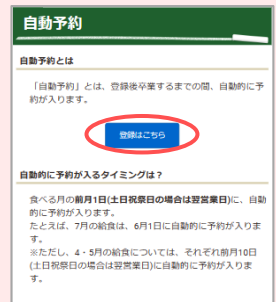 自動予約
自動予約とは
「自動予約」とは、登録後卒業するまでの間、自動的に予
約が入ります。
登録はこちら
自動的に予約が入るタイミングは？
食べる月の前月1日(土日祝祭日の場合は翌営業日)に、自動
的に予約が入ります。
たとえば、7月の給食は、6月1日に自動的に予約が入りま
す。
※ただし、4・5月の給食については、それぞれ前月10日
(土日祝祭日の場合は翌営業日)に自動的に予約が入りま
す。